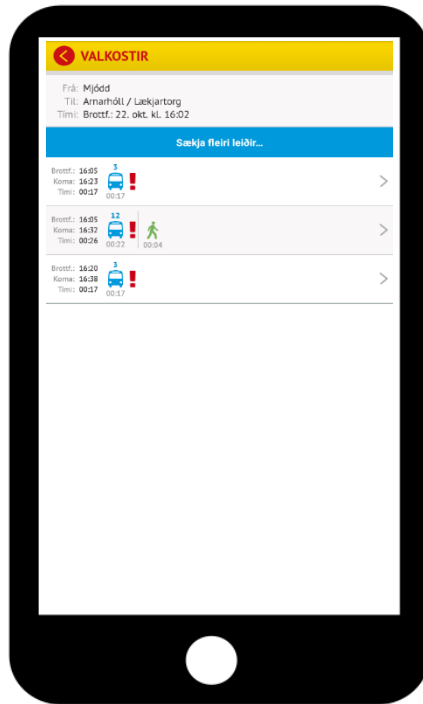 VALKOSTIR
Frá: Mjódd
Til: Arnarhóll / Lækjartorg
Tími: Brottf.: 22. okt. kl. 16:02
Sækja fleiri leiðir...
Brottf.: 16:05
Koma: 16:23
Tími: 00:17
3
00:17
Brottf.: 16:05
Koma: 16:32
Tími: 00:26
12
00:22
00:04
Brottf.: 16:20
Koma: 16:38
Tími: 00:17
3
00:17